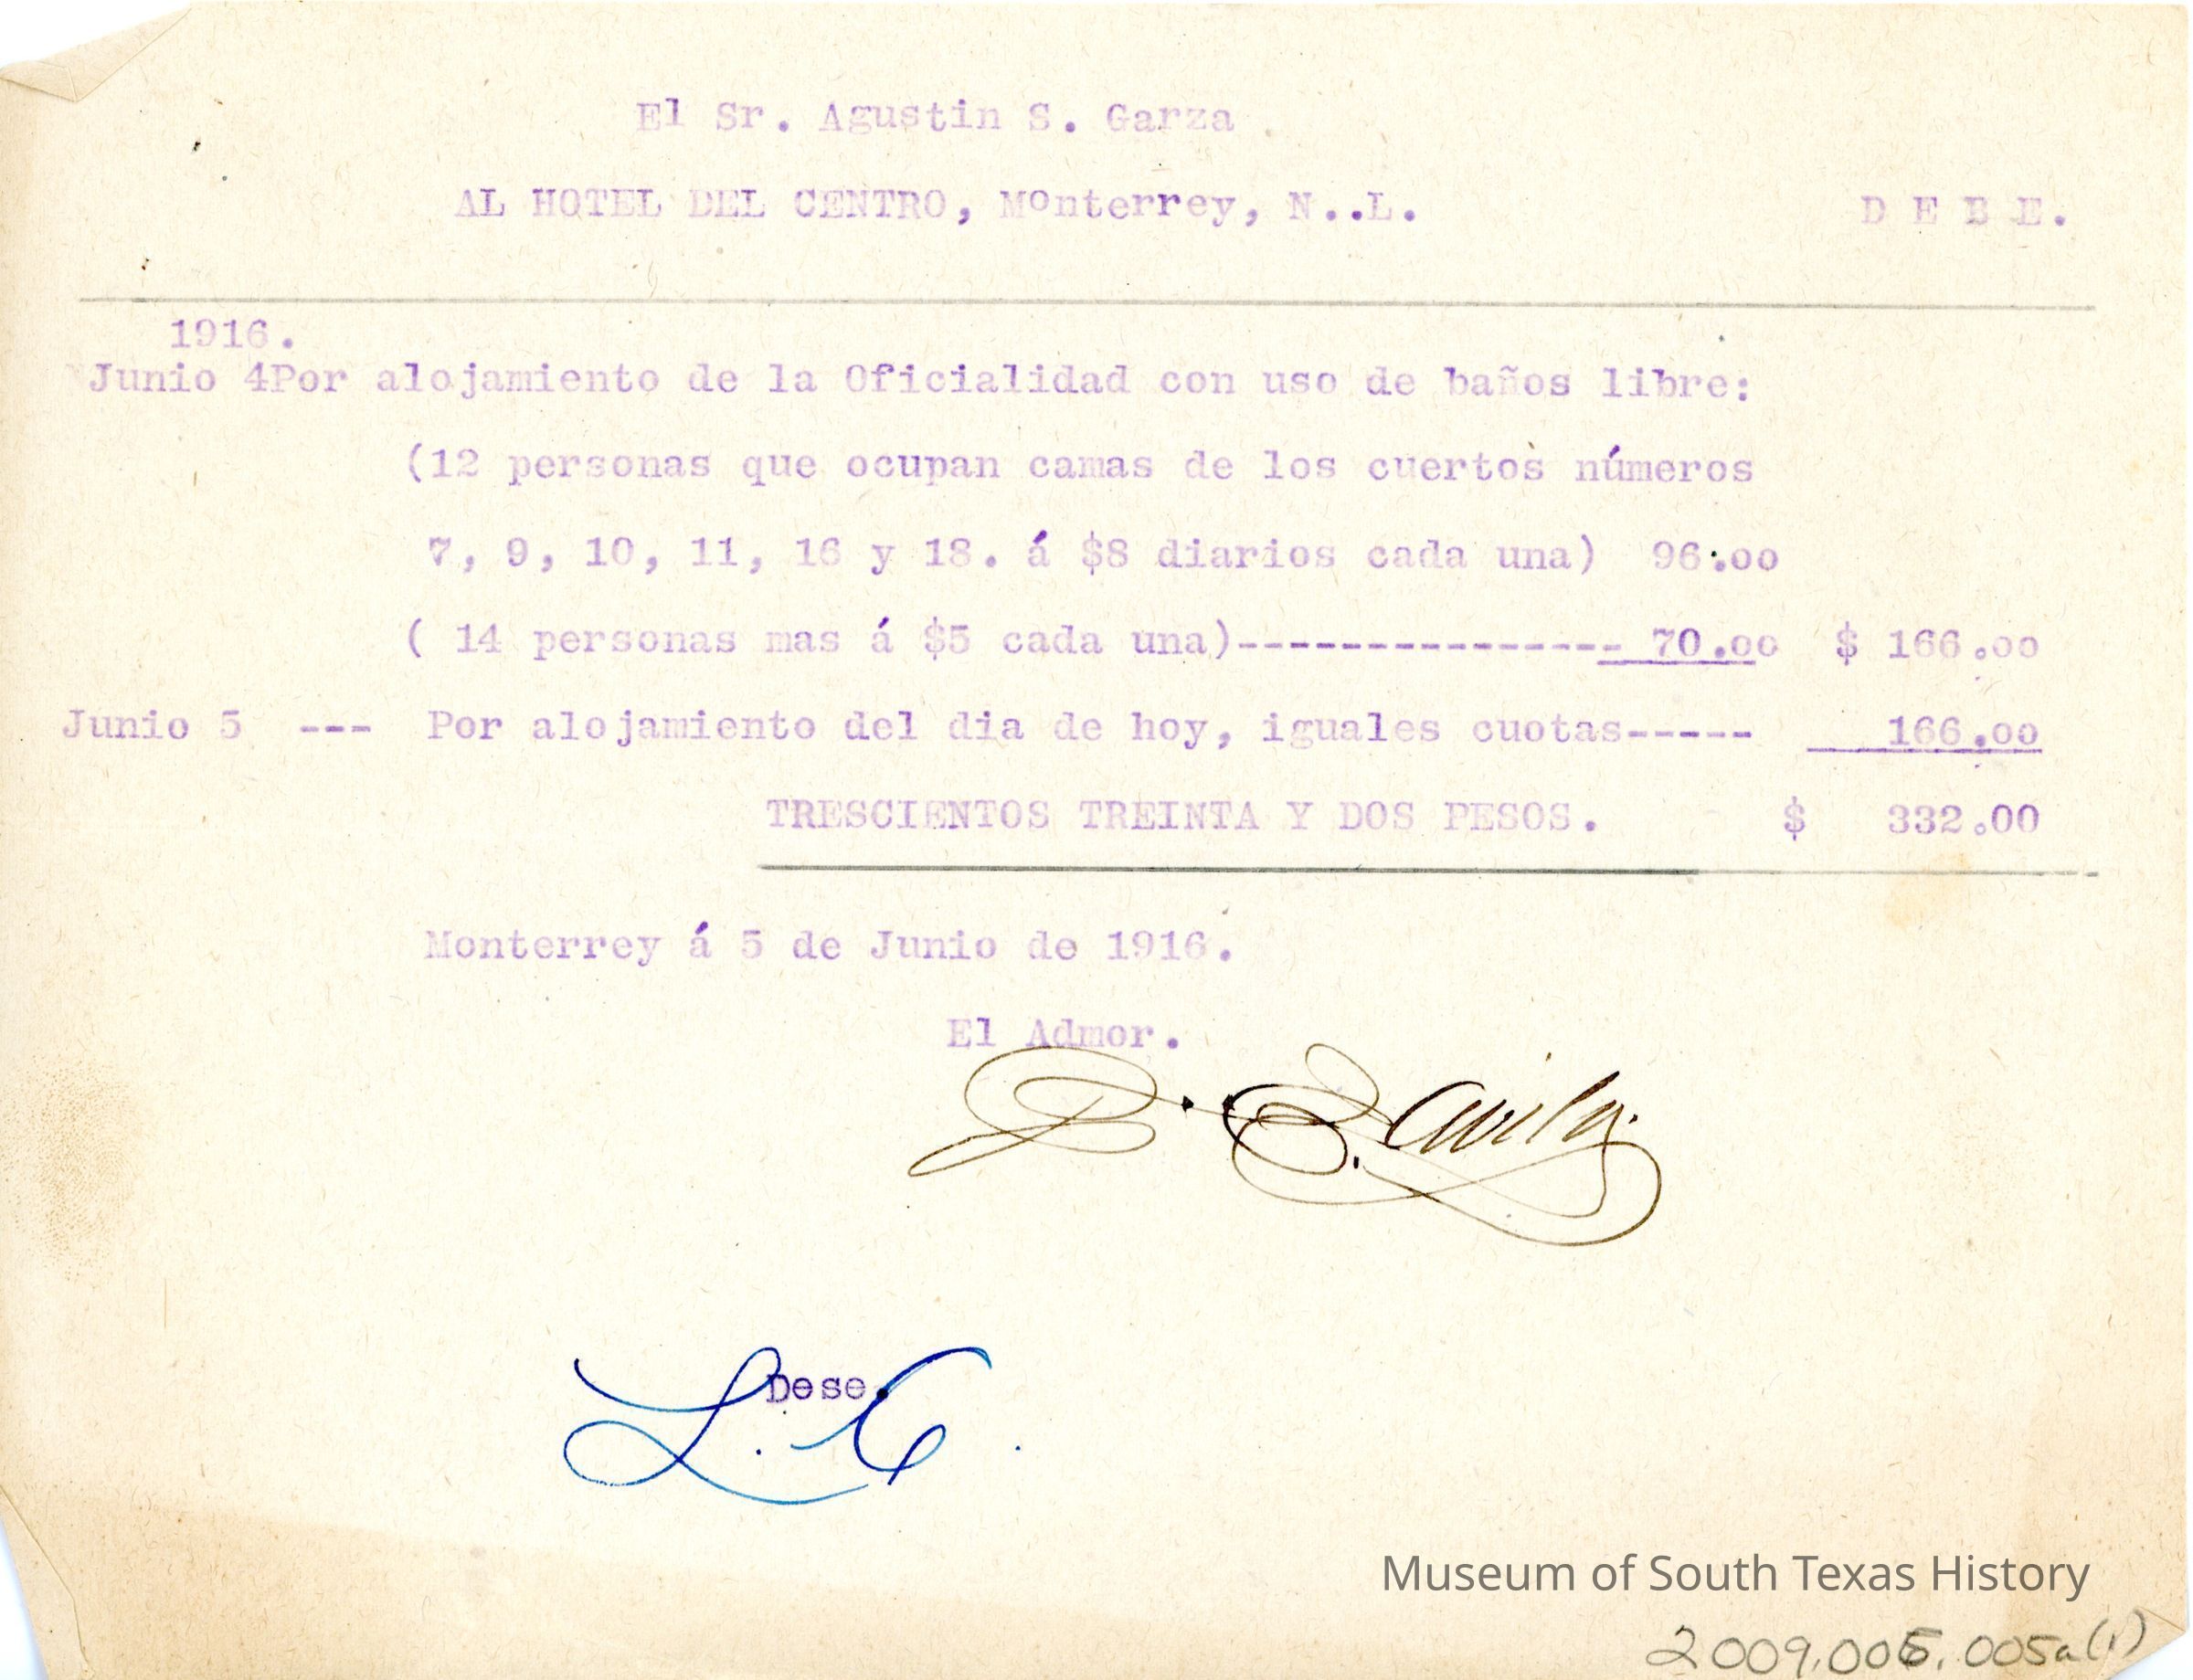 El Sr. Agustin S. Garza
AL HOTEL DEL CENTRO, Monterrey, N..L. D E B E.
1916.
Junio 4Por alojamiento de la Oficialidad con uso de baños libre:
(12 personas que ocupan camas de los cuertos números
7, 9, 10, 11, 16 y 18. á $8 diarios cada una) 96.00
( 14 personas mas á $5 cada una)---------------- 70.00 $ 166.00
Junio 5 --- Por alojamiento del dia de hoy, iguales cuotas----- 166.00
TRESCIENTOS TREINTA Y DOS PESOS. $ 332.00
Monterrey á 5 de Junio de 1916.
El Admor.
Dese.
Museum of South Texas History
2009.005.005a(1)